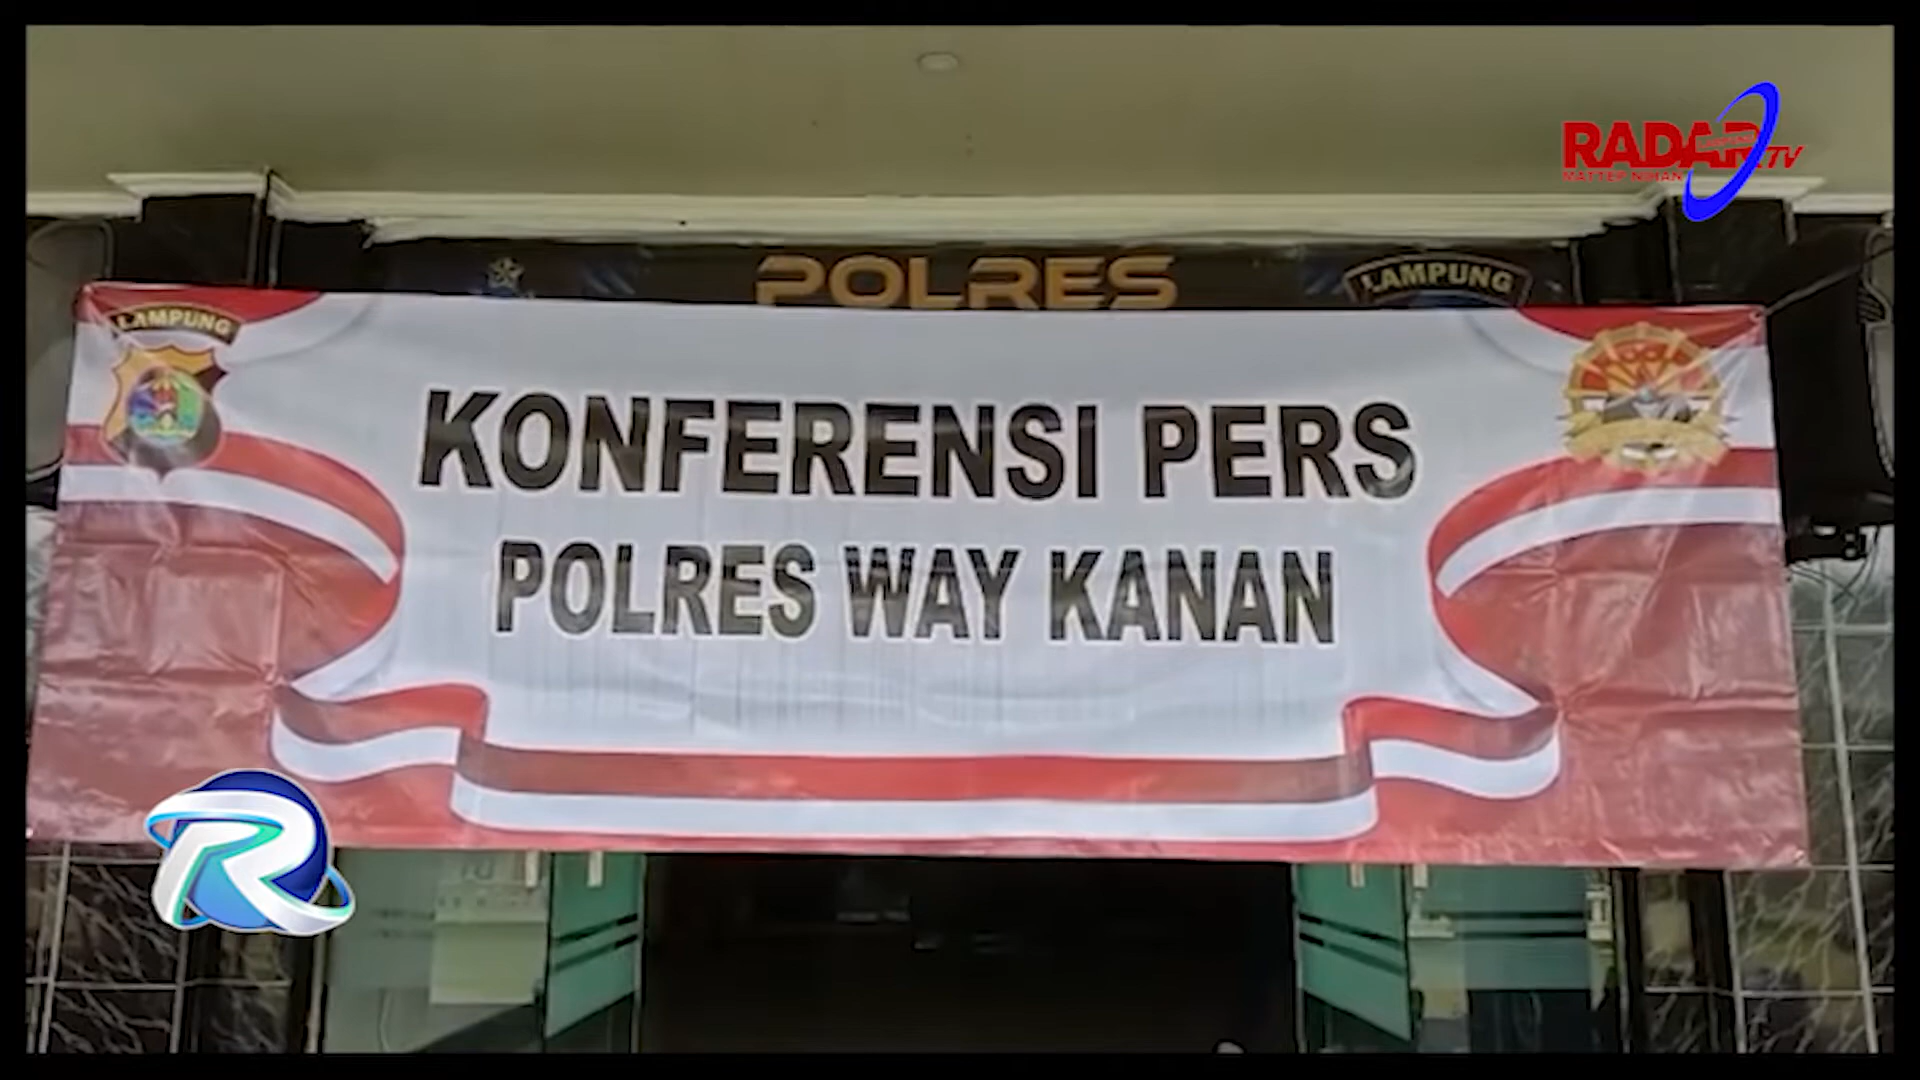 RADAR TV
POLRES
LAMPUNG
LAMPUNG
KONFERENSI PERS
POLRES WAY KANAN
R